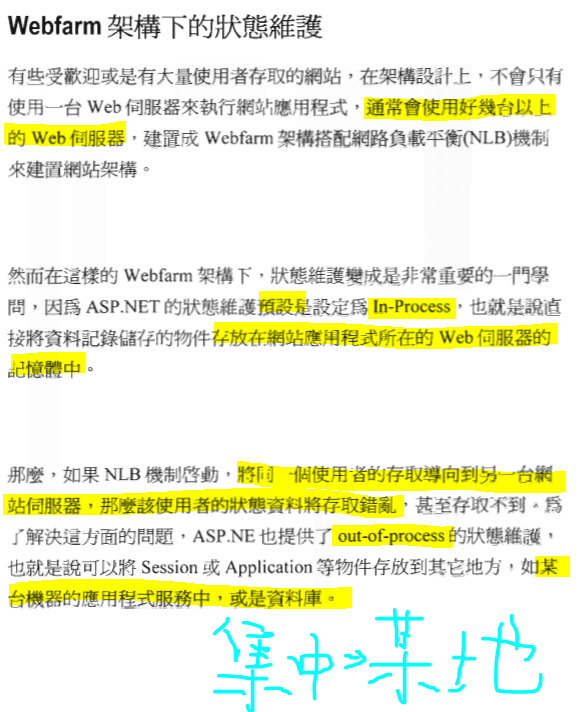 Webfarm 架構下的狀態維護
有些受歡迎或是有大量使用者存取的網站，在架構設計上，不會只有
使用一台 Web 伺服器來執行網站應用程式，通常會使用好幾台以上
的 Web 伺服器，建置成 Webfarm 架構搭配網路負載平衡(NLB)機制
來建置網站架構。
然而在這樣的 Webfarm 架構下，狀態維護變成是非常重要的一門學
問，因為 ASP.NET 的狀態維護預設是設定為 In-Process，也就是說直
接將資料記錄儲存的物件存放在網站應用程式所在的 Web 伺服器的
記憶體中。
那麼，如果 NLB 機制啓動，將同一個使用者的存取導向到另一台網
站伺服器，那麼該使用者的狀態資料將存取錯亂，甚至存取不到。為
了解決這方面的問題，ASP.NE 也提供了 out-of-process 的狀態維護，
也就是說可以將 Session 或 Application 等物件存放到其它地方，如某
台機器的應用程式服務中，或是資料庫。
集中⇒某地